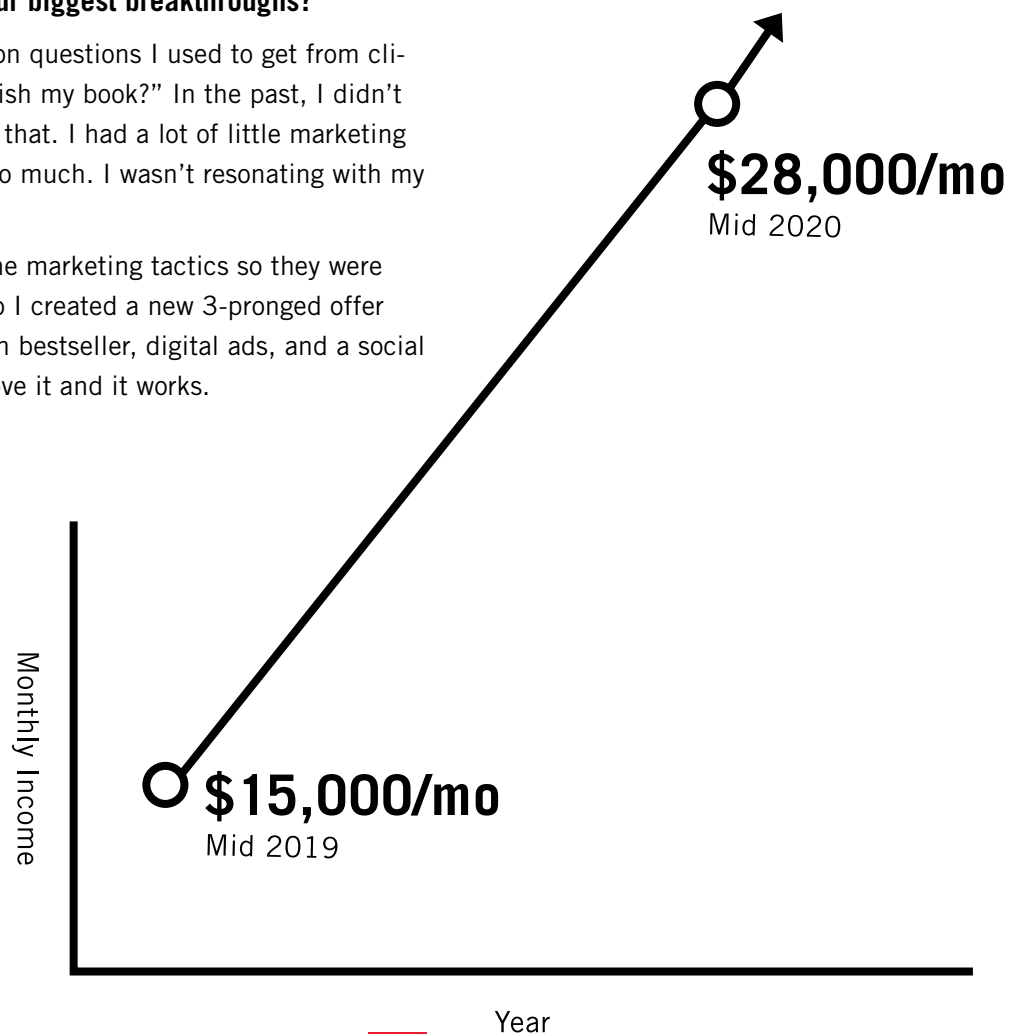 ur biggest breakthroughs?
on questions I used to get from cli-
ish my book?” In the past, I didn’t
that. I had a lot of little marketing
o much. I wasn’t resonating with my
ne marketing tactics so they were
o I created a new 3-pronged offer
n bestseller, digital ads, and a social
ove it and it works.
$28,000/mo
Mid 2020
Monthly Income
$15,000/mo
Mid 2019
Year